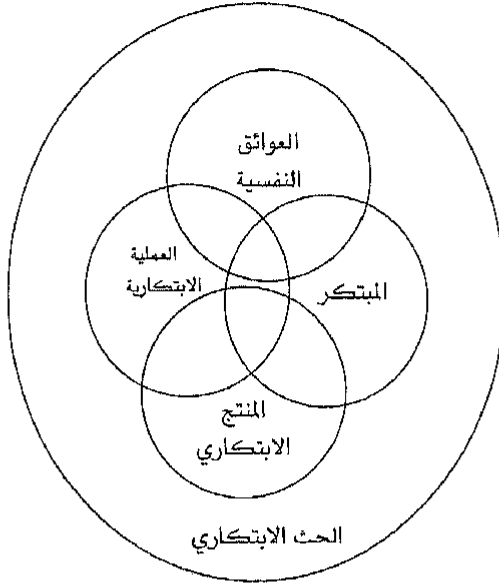 العوائق
النفسية
العملية
الابتكارية
المبتكر
المنتج
الابتكاري
الحث الابتكاري